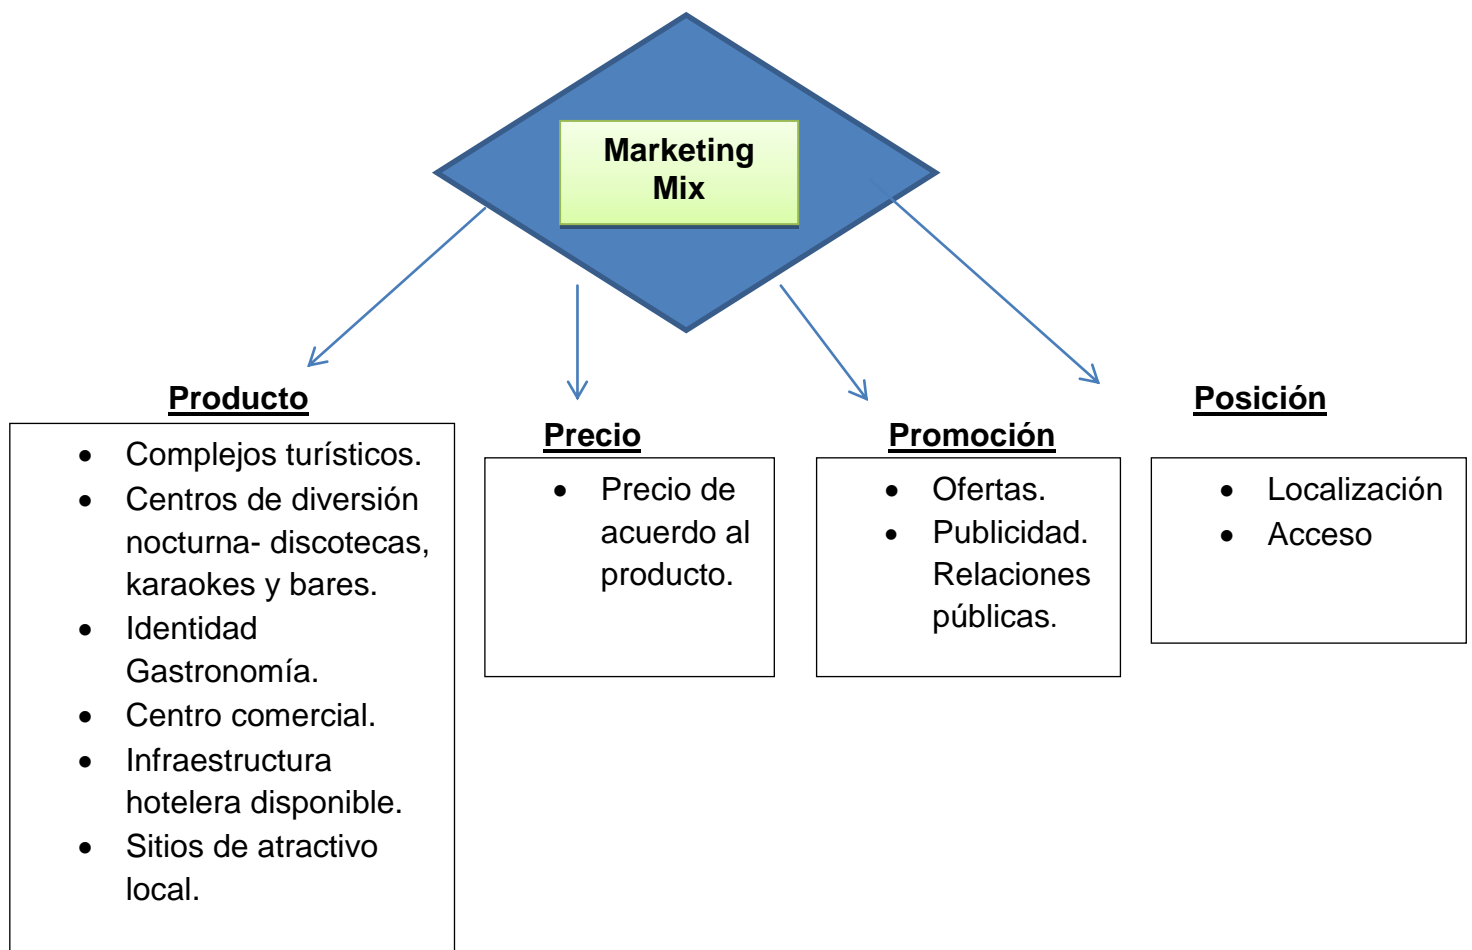 Marketing
Mix
Producto
• Complejos turísticos.
• Centros de diversión
nocturna- discotecas,
karaokes y bares.
• Identidad
Gastronomía.
• Centro comercial.
• Infraestructura
hotelera disponible.
• Sitios de atractivo
local.
Precio
• Precio de
acuerdo al
producto.
Promoción
• Ofertas.
• Publicidad.
Relaciones
públicas.
Posición
• Localización
• Acceso